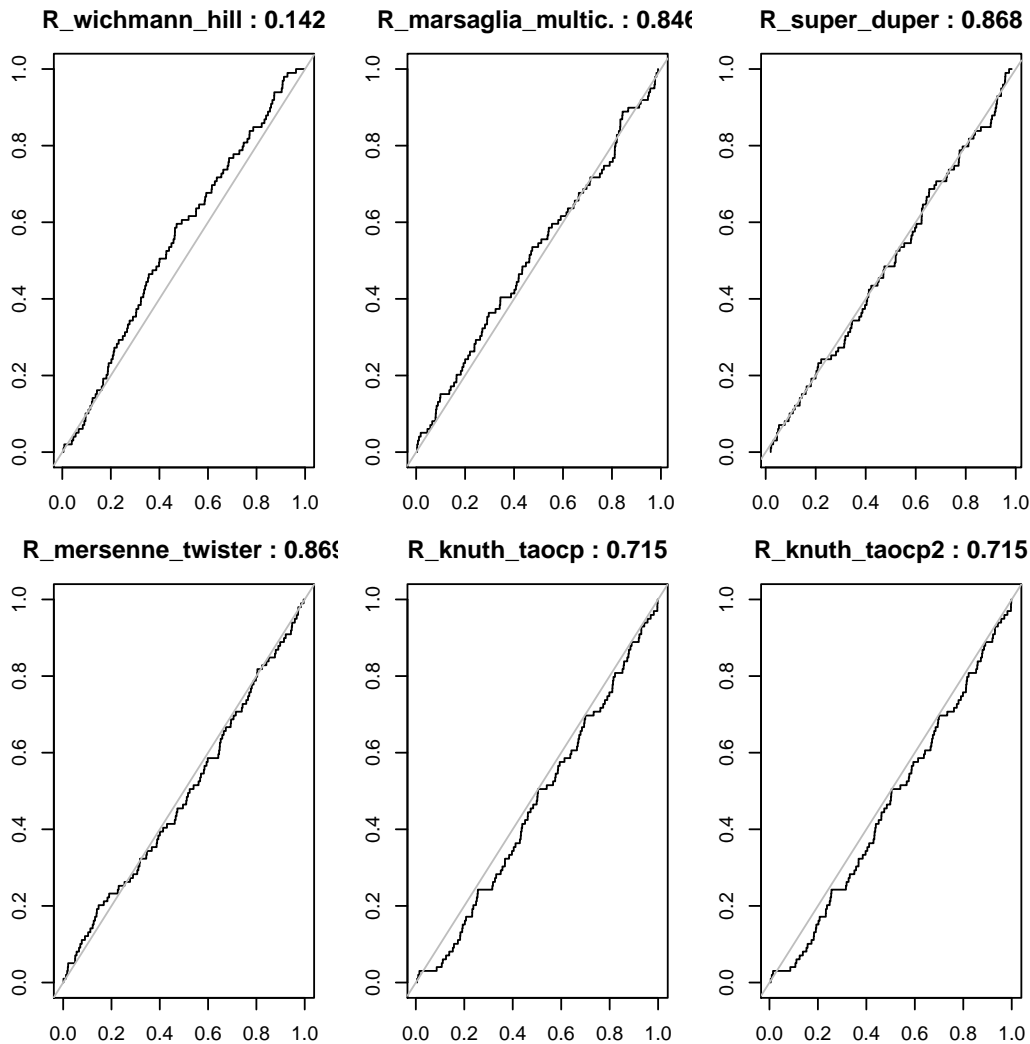 R_wichmann_hill : 0.142
R_marsaglia_multic. : 0.846
R_super_duper : 0.868
0.0 0.2 0.4 0.6 0.8 1.0
0.0 0.2 0.4 0.6 0.8 1.0
0.0 0.2 0.4 0.6 0.8 1.0
0.0 0.2 0.4 0.6 0.8 1.0
0.0 0.2 0.4 0.6 0.8 1.0
0.0 0.2 0.4 0.6 0.8 1.0
R_mersenne_twister : 0.869
R_knuth_taocp : 0.715
R_knuth_taocp2 : 0.715
0.0 0.2 0.4 0.6 0.8 1.0
0.0 0.2 0.4 0.6 0.8 1.0
0.0 0.2 0.4 0.6 0.8 1.0
0.0 0.2 0.4 0.6 0.8 1.0
0.0 0.2 0.4 0.6 0.8 1.0
0.0 0.2 0.4 0.6 0.8 1.0